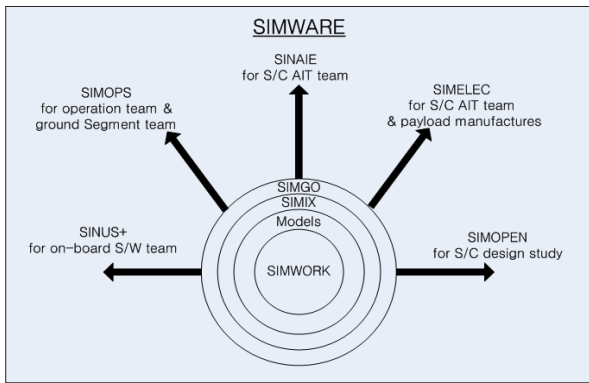 SIMWARE
SINAIE
for S/C AIT team
SIMOPS
for operation team &
ground Segment team
SIMELEC
for S/C AIT team
& payload manufactures
SIMGO
SIMIX
Models
SIMWORK
SINUS+
for on-board S/W team
SIMOPEN
for S/C design study